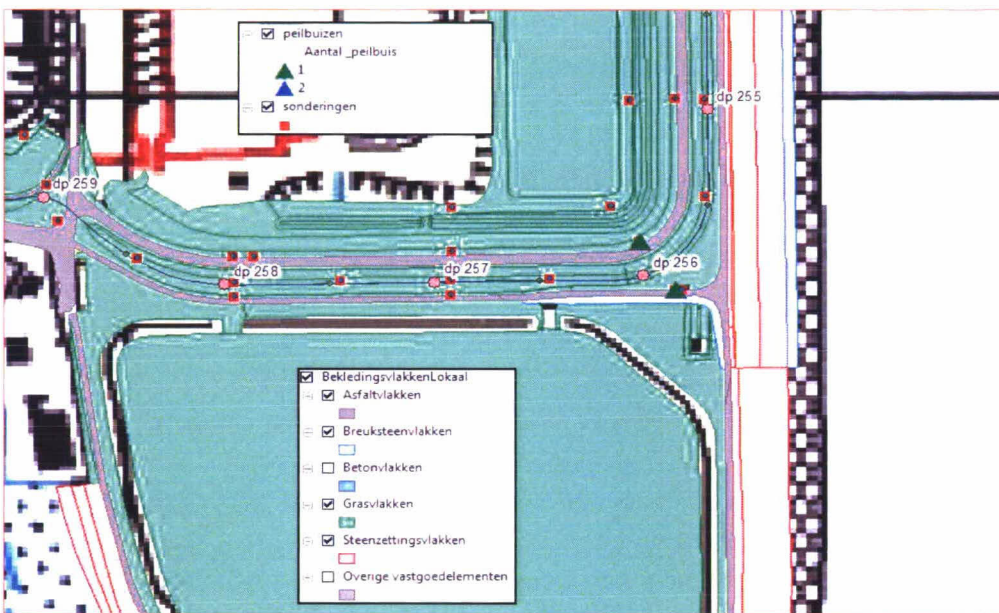 peilbuizen
Aantal _peilbuis
1
2
sonderingen
dp 255
dp 259
dp 256
dp 258
dp 257
BekledingsvlakkenLokaal
Asfaltvlakken
Breuksteenvlakken
Betonvlakken
Grasvlakken
Steenzettingsvlakken
Overige vastgoedelementen